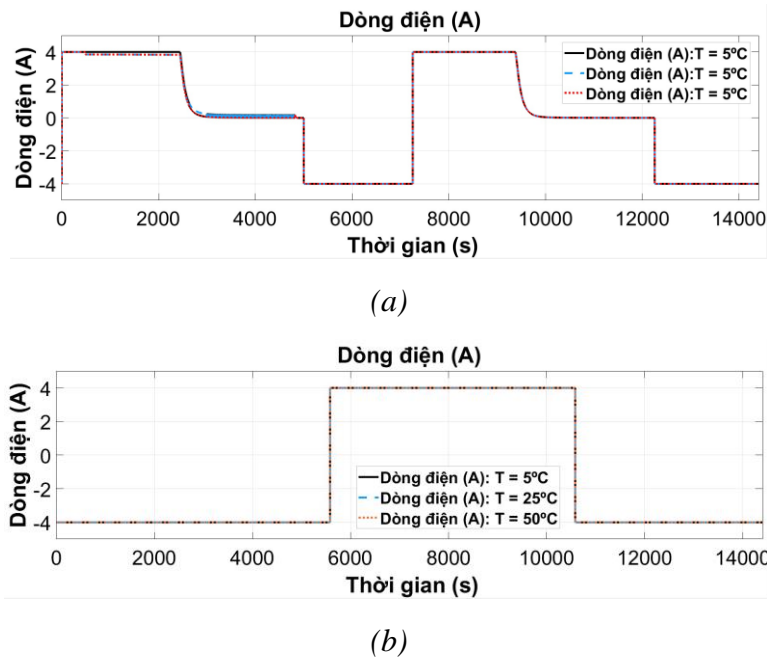 Dòng điện (A)
Dòng điện (A)
4
2
0
-2
-4
Dòng điện (A):T = 5ºC
Dòng điện (A):T = 5ºC
Dòng điện (A):T = 5ºC
0 2000 4000 6000 8000 10000 12000 14000
Thời gian (s)
(a)
Dòng điện (A)
Dòng điện (A)
4
2
0
-2
-4
Dòng điện (A): T = 5ºC
Dòng điện (A): T = 25ºC
Dòng điện (A): T = 50ºC
0 2000 4000 6000 8000 10000 12000 14000
Thời gian (s)
(b)